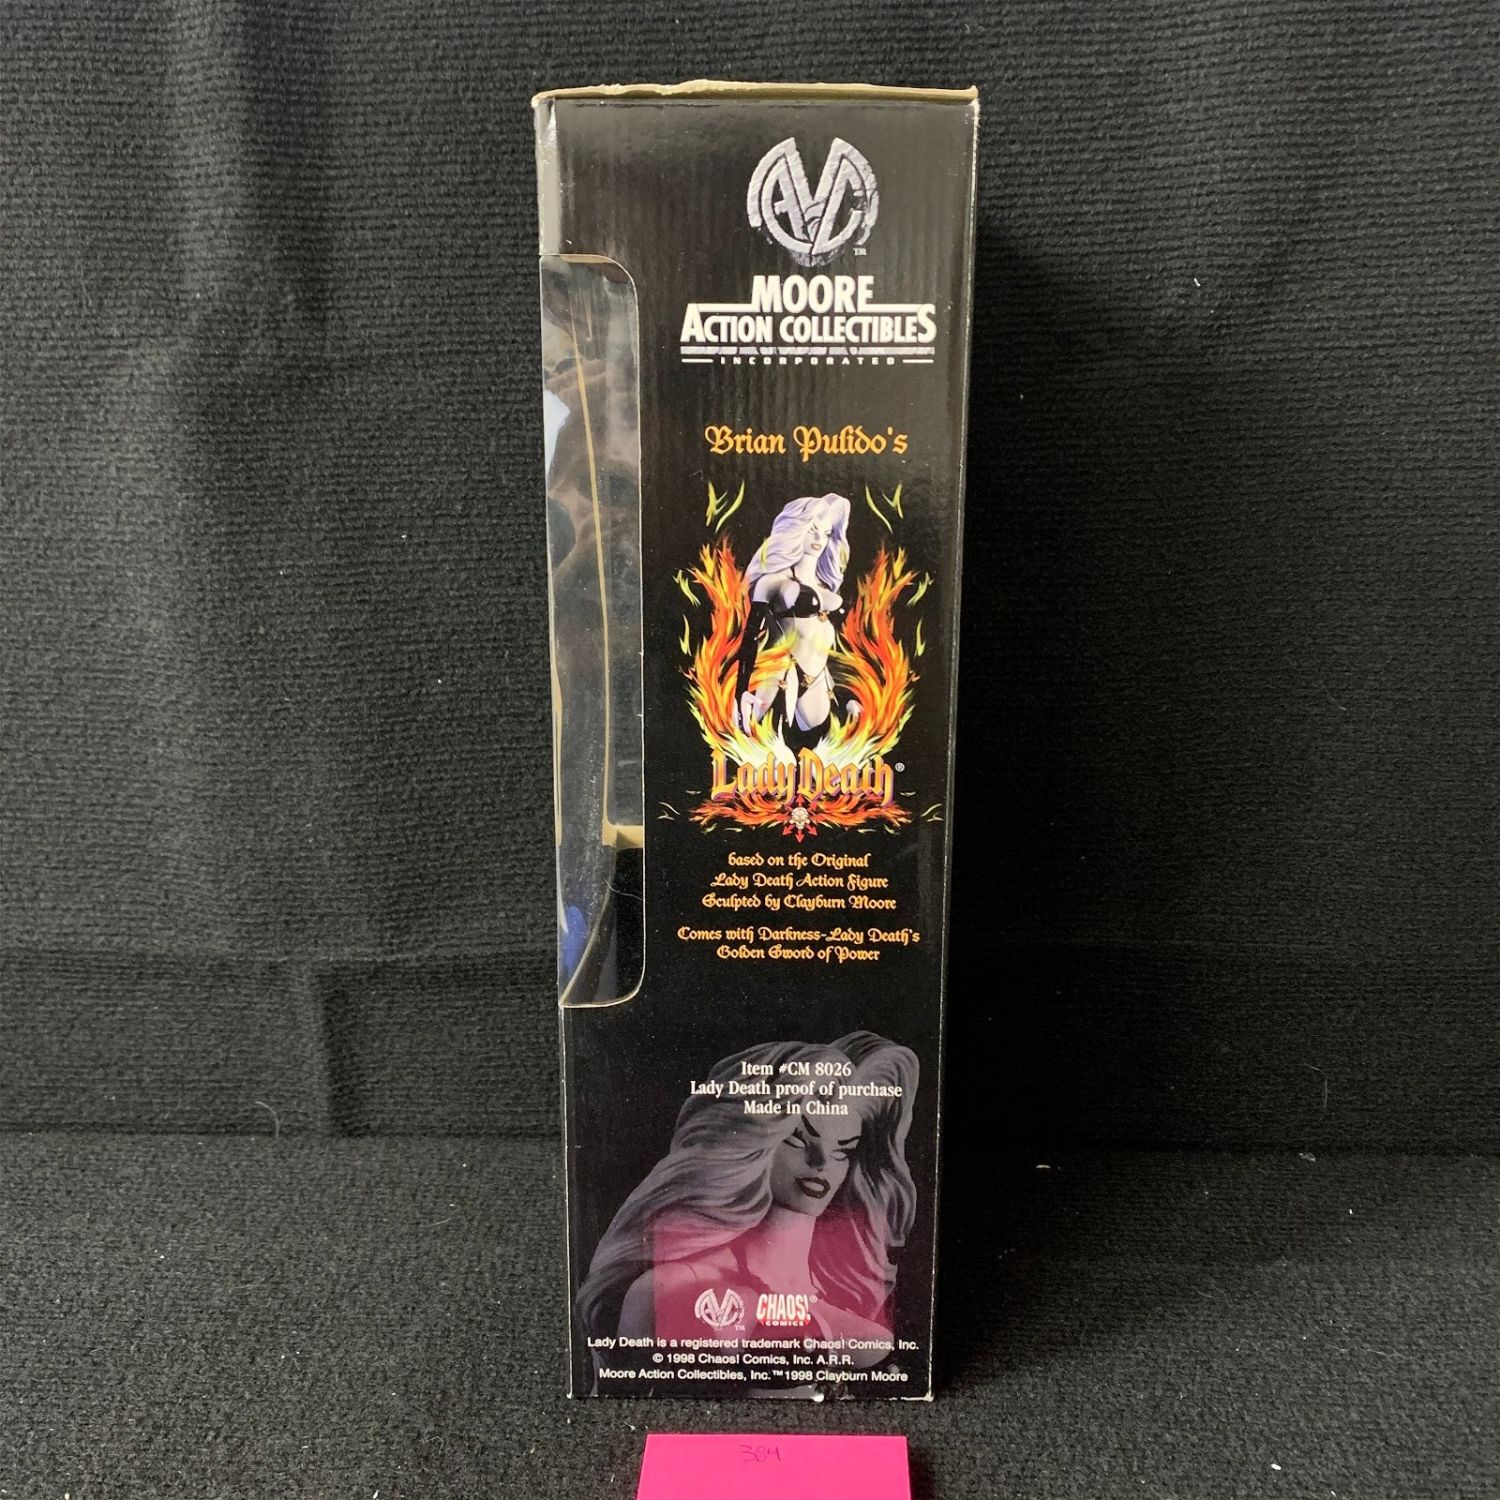 MAC
™
MOORE
ACTION COLLECTIBLES
INCORPORATED
Brian Pulido's
Lady Death®
based on the Original
Lady Death Action Figure
Sculpted by Clayburn Moore
Comes with Darkness-Lady Death's
Golden Sword of Power
Item #CM 8026
Lady Death proof of purchase
Made in China
MAC™ CHAOS!®
COMICS
Lady Death is a registered trademark Chaos! Comics, Inc.
© 1998 Chaos! Comics, Inc. A.R.R.
Moore Action Collectibles, Inc.™ 1998 Clayburn Moore
384